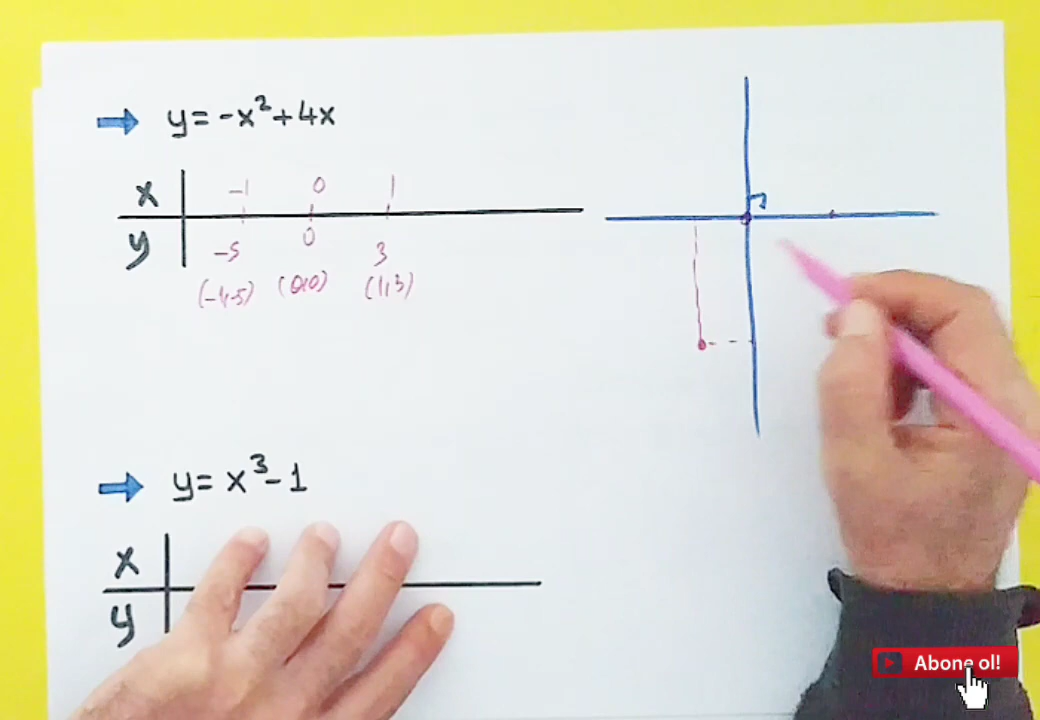 y = -x² + 4x
x -1 0 1
y -5 0 3
(-1,-5) (0,0) (1,3)
y = x³ - 1
x
y
Abone ol!